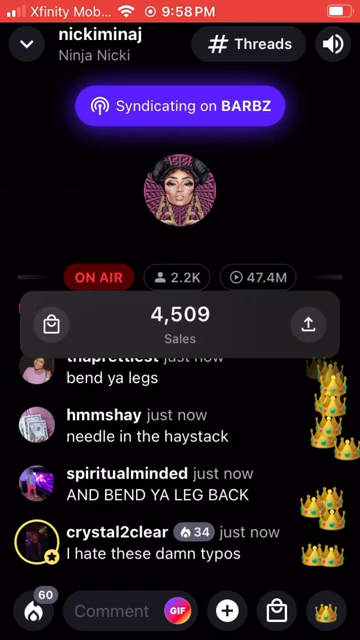 Xfinity Mob... 9:58 PM
nickiminaj
Ninja Nicki
# Threads
Syndicating on BARBZ
ON AIR 2.2K 47.4M
4,509
Sales
thaprettiest just now
bend ya legs
hmmshay just now
needle in the haystack
spiritualminded just now
AND BEND YA LEG BACK
crystal2clear 34 just now
I hate these damn typos
60
Comment GIF